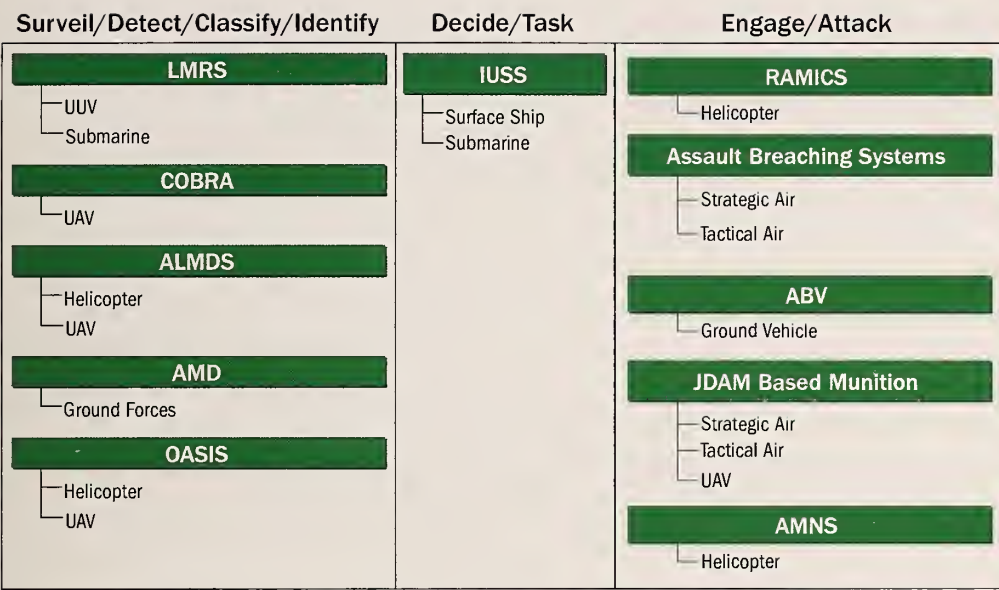 Surveil/Detect/Classify/Identify
LMRS
UUV
Submarine
COBRA
UAV
ALMDS
Helicopter
UAV
AMD
Ground Forces
OASIS
Helicopter
UAV
Decide/Task
IUSS
Surface Ship
Submarine
Engage/Attack
RAMICS
Helicopter
Assault Breaching Systems
Strategic Air
Tactical Air
ABV
Ground Vehicle
JDAM Based Munition
Strategic Air
Tactical Air
UAV
AMNS
Helicopter